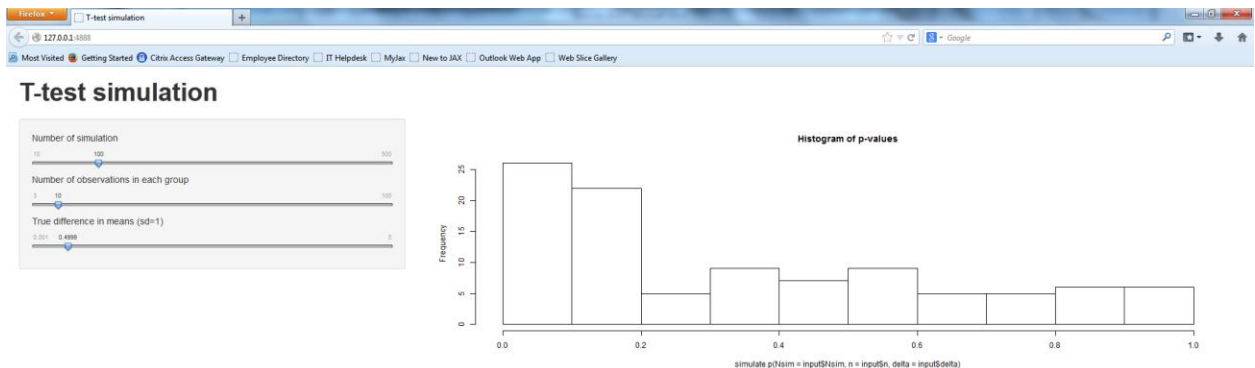 Firefox
T-test simulation
127.0.0.1:4888
Google
Most Visited Getting Started Citrix Access Gateway Employee Directory IT Helpdesk MyJax New to JAX Outlook Web App Web Slice Gallery
T-test simulation
Number of simulation
10 100 500
Number of observations in each group
10 100
True difference in means (sd=1)
0.001 0.4999
Histogram of p-values
Frequency
25
20
15
10
5
0
0.0 0.2 0.4 0.6 0.8 1.0
simulate.p(Nsim = input$Nsim, n = input$n, delta = input$delta)